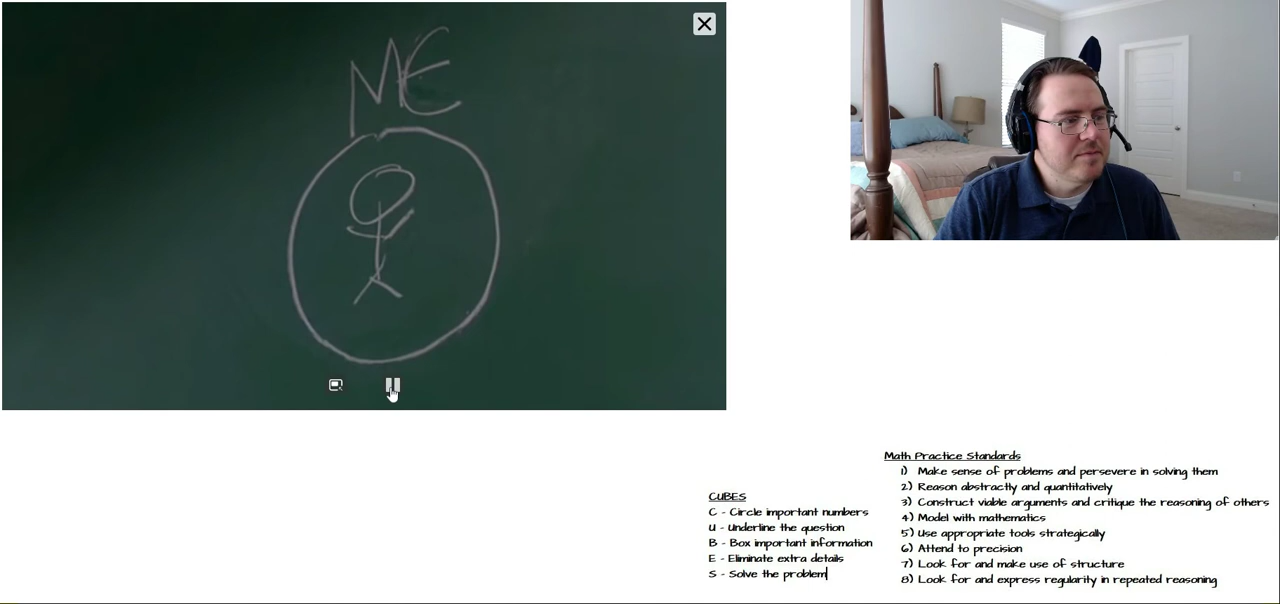 ME
CUBES
C - Circle important numbers
U - Underline the question
B - Box important information
E - Eliminate extra details
S - Solve the problem
Math Practice Standards
1) Make sense of problems and persevere in solving them
2) Reason abstractly and quantitatively
3) Construct viable arguments and critique the reasoning of others
4) Model with mathematics
5) Use appropriate tools strategically
6) Attend to precision
7) Look for and make use of structure
8) Look for and express regularity in repeated reasoning